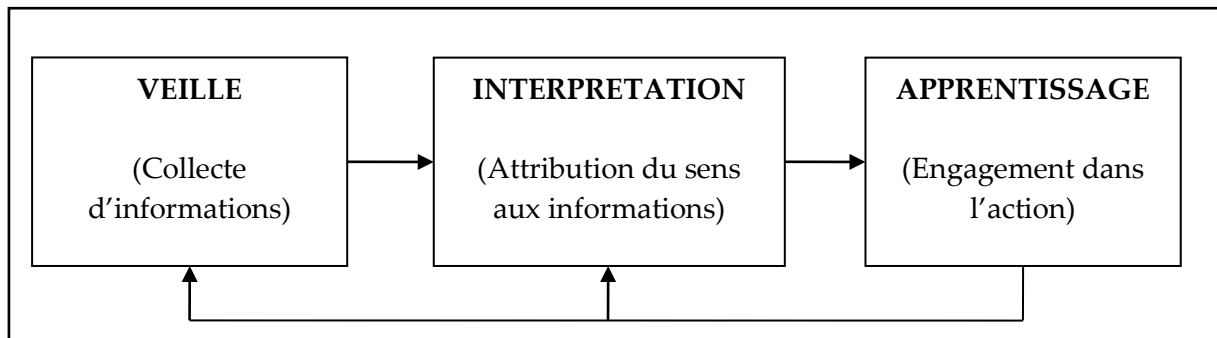 VEILLE
(Collecte
d’informations)
INTERPRETATION
(Attribution du sens
aux informations)
APPRENTISSAGE
(Engagement dans
l’action)